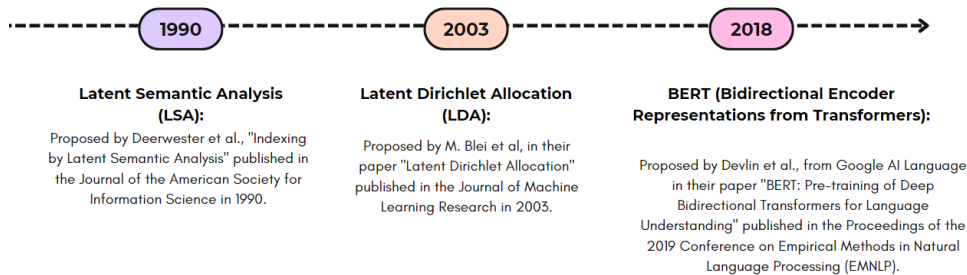 1990
2003
2018
Latent Semantic Analysis
(LSA):
Proposed by Deerwester et al., "Indexing
by Latent Semantic Analysis" published in
the Journal of the American Society for
Information Science in 1990.
Latent Dirichlet Allocation
(LDA):
Proposed by M. Blei et al, in their
paper "Latent Dirichlet Allocation"
published in the Journal of Machine
Learning Research in 2003.
BERT (Bidirectional Encoder
Representations from Transformers):
Proposed by Devlin et al., from Google AI Language
in their paper "BERT: Pre-training of Deep
Bidirectional Transformers for Language
Understanding" published in the Proceedings of the
2019 Conference on Empirical Methods in Natural
Language Processing (EMNLP).